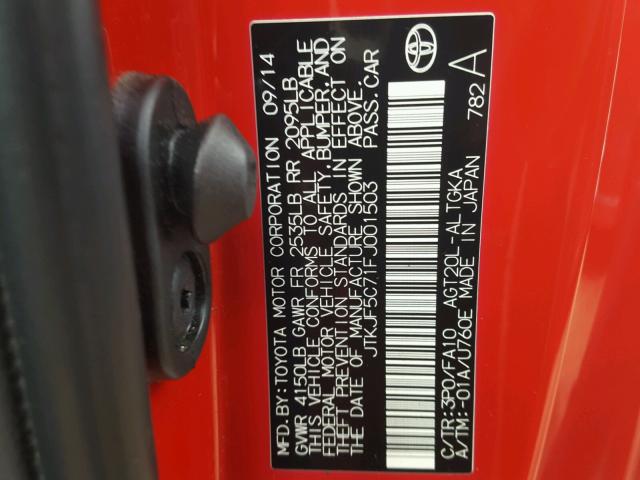 MFD. BY:TOYOTA MOTOR CORPORATION 09/14
GVWR 4150LB GAWR FR 2535LB RR 2095LB
THIS VEHICLE CONFORMS TO ALL APPLICABLE
FEDERAL MOTOR VEHICLE SAFETY,BUMPER,AND
THEFT PREVENTION STANDARDS IN EFFECT ON
THE DATE OF MANUFACTURE SHOWN ABOVE.
JTKJF5C71FJ001503 PASS.CAR
C/TR:3P0/FA10 AGT20L-ALTGKA
A/TM:-01A/U760E MADE IN JAPAN 782 A